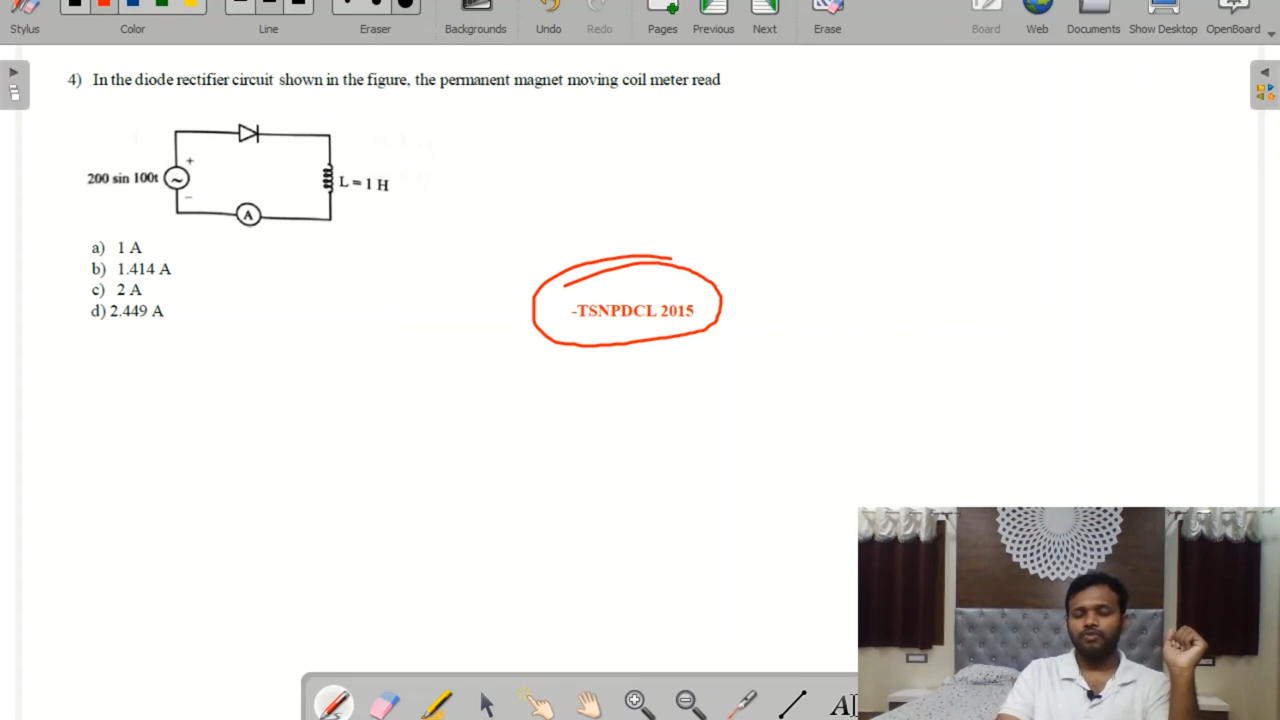 Stylus
Color
Line
Eraser
Backgrounds
Undo
Redo
Pages
Previous
Next
Erase
Board
Web
Documents
Show Desktop
OpenBoard
4) In the diode rectifier circuit shown in the figure, the permanent magnet moving coil meter read
+
200 sin 100t
~
–
L = 1 H
A
a) 1 A
b) 1.414 A
c) 2 A
d) 2.449 A
-TSNPDCL 2015
A